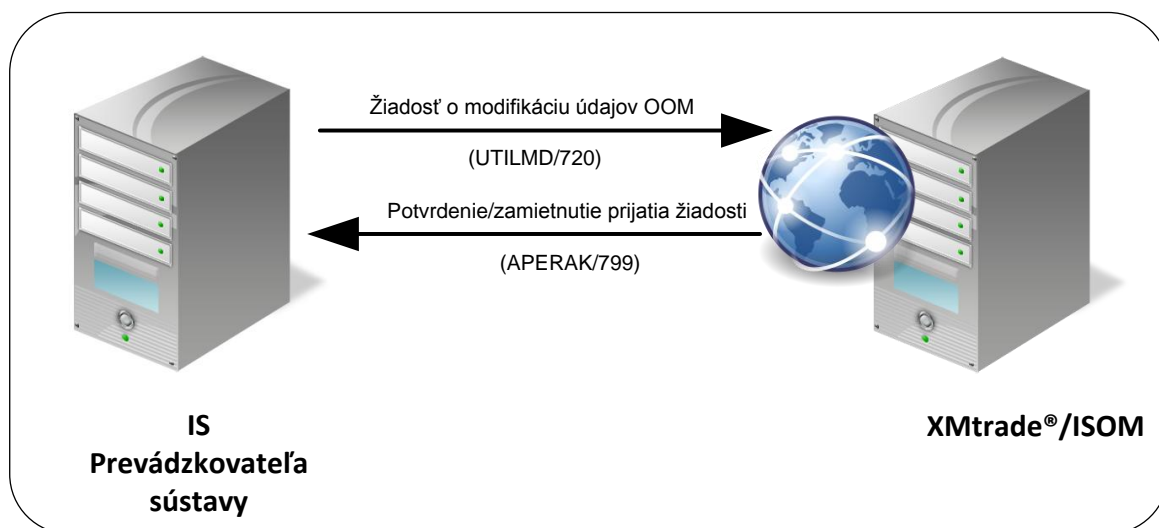 Žiadosť o modifikáciu údajov OOM
(UTILMD/720)
Potvrdenie/zamietnutie prijatia žiadosti
(APERAK/799)
IS
Prevádzkovateľa
sústavy
XMtrade®/ISOM